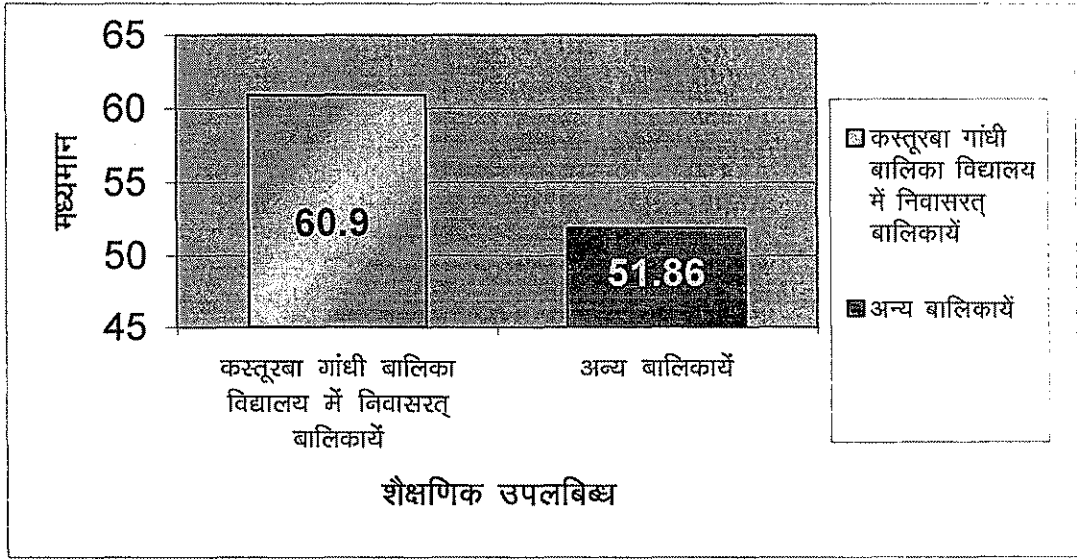 65
60
55
50
45
मध्यमान
60.9
51.86
कस्तूरबा गांधी बालिका
विद्यालय में निवासरत्
बालिकायें
अन्य बालिकायें
शैक्षणिक उपलबिब्ध
कस्तूरबा गांधी
बालिका विद्यालय
में निवासरत्
बालिकायें
अन्य बालिकायें